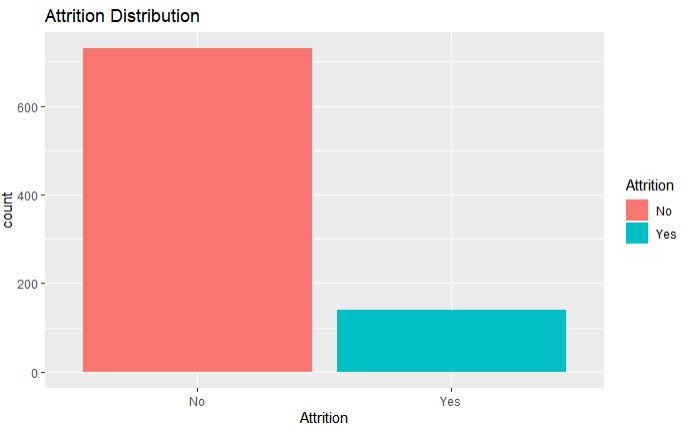 Attrition Distribution
600
400
200
0
count
No
Yes
Attrition
Attrition
No
Yes